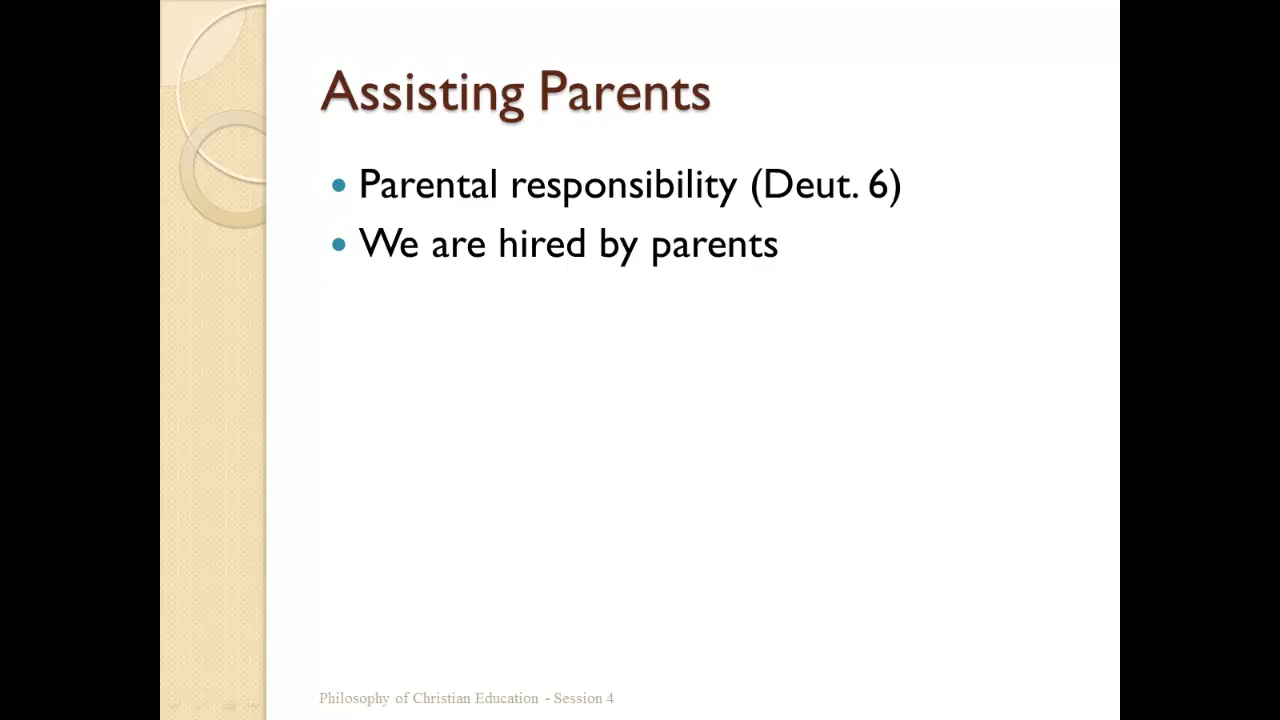 Assisting Parents
• Parental responsibility (Deut. 6)
• We are hired by parents
Philosophy of Christian Education - Session 4